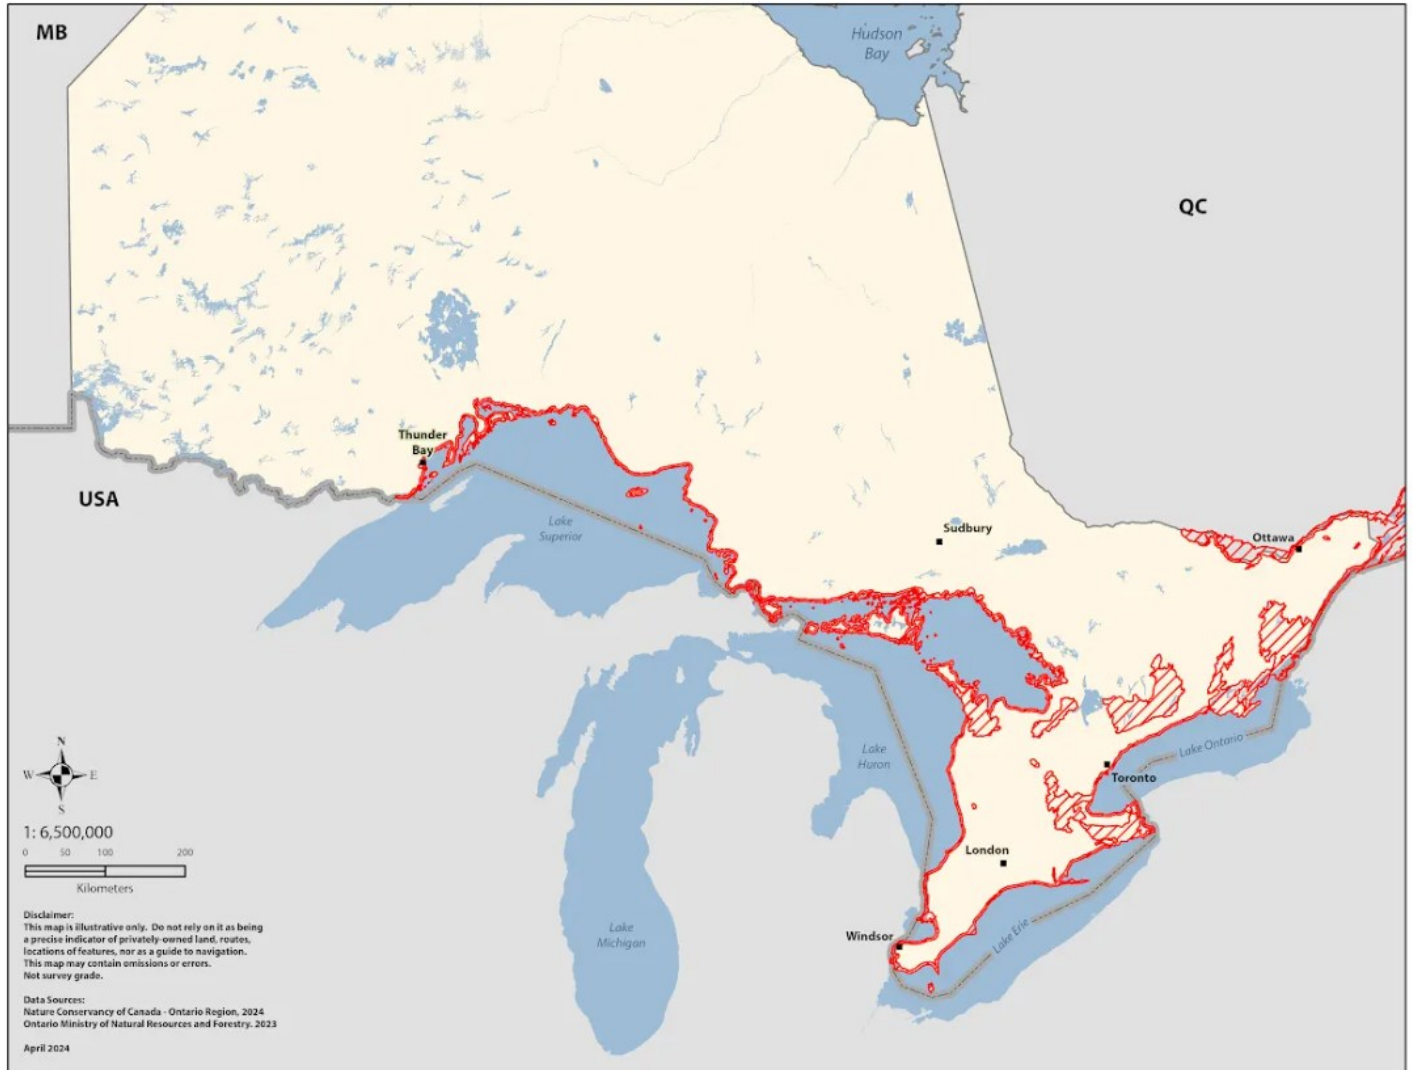 MB
Hudson
Bay
QC
Thunder
Bay
USA
Lake
Superior
Sudbury
Ottawa
Lake
Huron
Lake Ontario
Toronto
London
Windsor
Lake Erie
Lake
Michigan
N
W E
S
1: 6,500,000
0 50 100 200
Kilometers
Disclaimer:
This map is illustrative only. Do not rely on it as being
a precise indicator of privately-owned land, routes,
locations of features, nor as a guide to navigation.
This map may contain omissions or errors.
Not survey grade.
Data Sources:
Nature Conservancy of Canada - Ontario Region, 2024
Ontario Ministry of Natural Resources and Forestry. 2023
April 2024